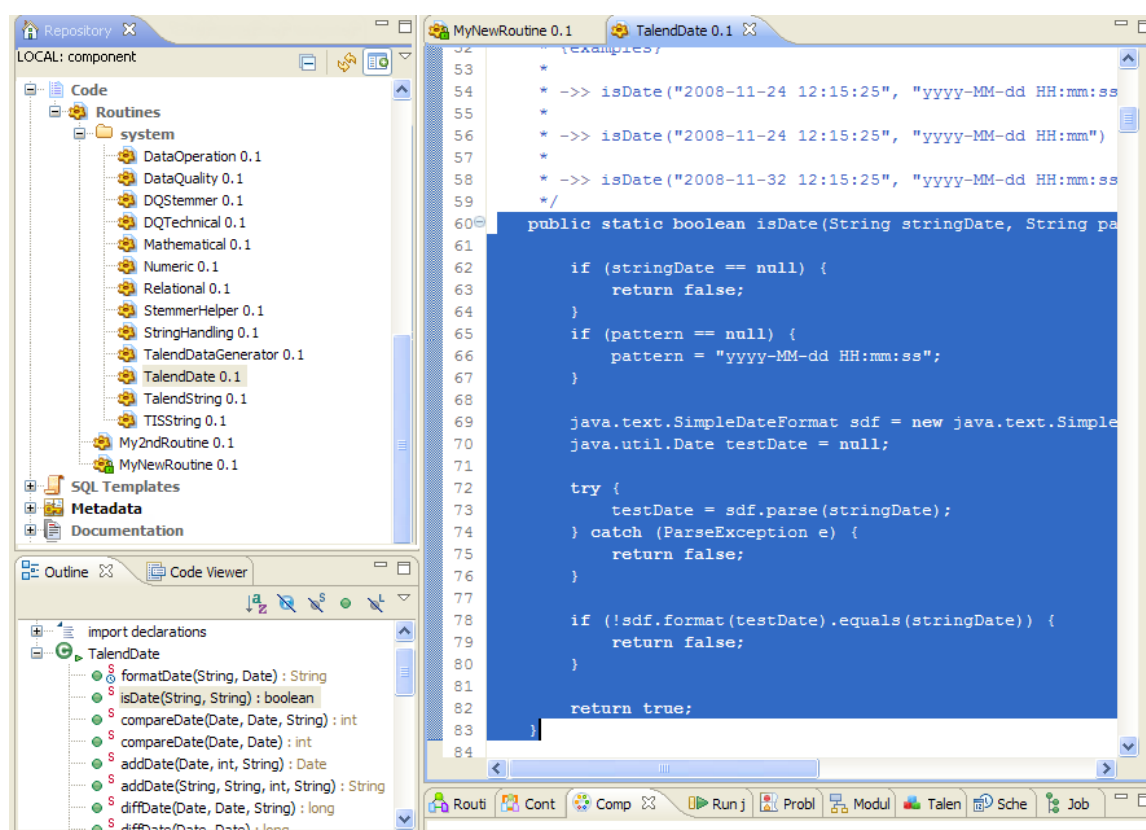 Repository
LOCAL: component
Code
Routines
system
DataOperation 0.1
DataQuality 0.1
DQStemmer 0.1
DQTechnical 0.1
Mathematical 0.1
Numeric 0.1
Relational 0.1
StemmerHelper 0.1
StringHandling 0.1
TalendDataGenerator 0.1
TalendDate 0.1
TalendString 0.1
TISString 0.1
My2ndRoutine 0.1
MyNewRoutine 0.1
SQL Templates
Metadata
Documentation
Outline Code Viewer
import declarations
TalendDate
formatDate(String, Date) : String
isDate(String, String) : boolean
compareDate(Date, Date, String) : int
compareDate(Date, Date) : int
addDate(Date, int, String) : Date
addDate(String, String, int, String) : String
diffDate(Date, Date, String) : long
diffDate(Date, Date) : long
MyNewRoutine 0.1 TalendDate 0.1
52 * {examples}
53 *
54 * ->> isDate("2008-11-24 12:15:25", "yyyy-MM-dd HH:mm:ss
55 *
56 * ->> isDate("2008-11-24 12:15:25", "yyyy-MM-dd HH:mm")
57 *
58 * ->> isDate("2008-11-32 12:15:25", "yyyy-MM-dd HH:mm:ss
59 */
60 public static boolean isDate(String stringDate, String pa
61
62 if (stringDate == null) {
63 return false;
64 }
65 if (pattern == null) {
66 pattern = "yyyy-MM-dd HH:mm:ss";
67 }
68
69 java.text.SimpleDateFormat sdf = new java.text.Simple
70 java.util.Date testDate = null;
71
72 try {
73 testDate = sdf.parse(stringDate);
74 } catch (ParseException e) {
75 return false;
76 }
77
78 if (!sdf.format(testDate).equals(stringDate)) {
79 return false;
80 }
81
82 return true;
83 }
84
Routi Cont Comp Run j Probl Modul Talen Sche Job